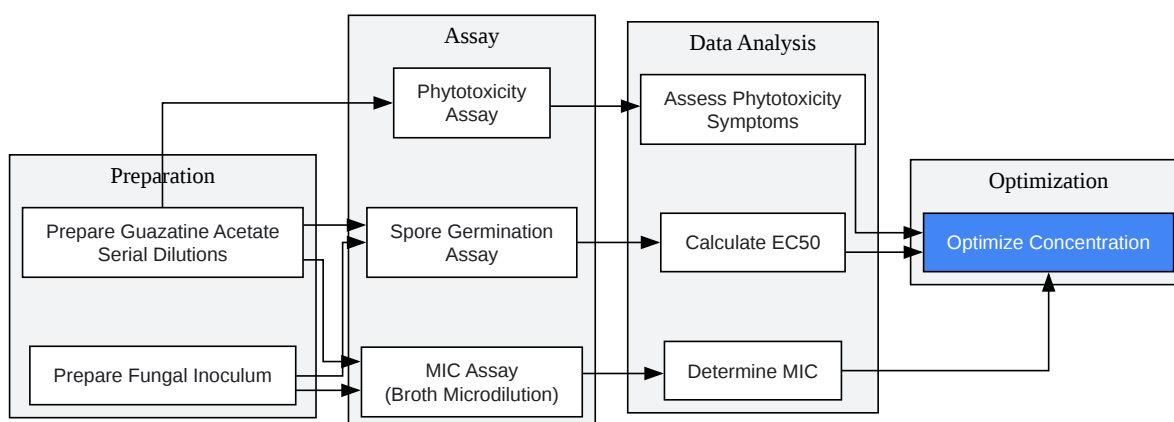 Preparation
Prepare Guazatine Acetate
Serial Dilutions
Prepare Fungal Inoculum
Assay
Phytotoxicity
Assay
Spore Germination
Assay
MIC Assay
(Broth Microdilution)
Data Analysis
Assess Phytotoxicity
Symptoms
Calculate EC50
Determine MIC
Optimization
Optimize Concentration